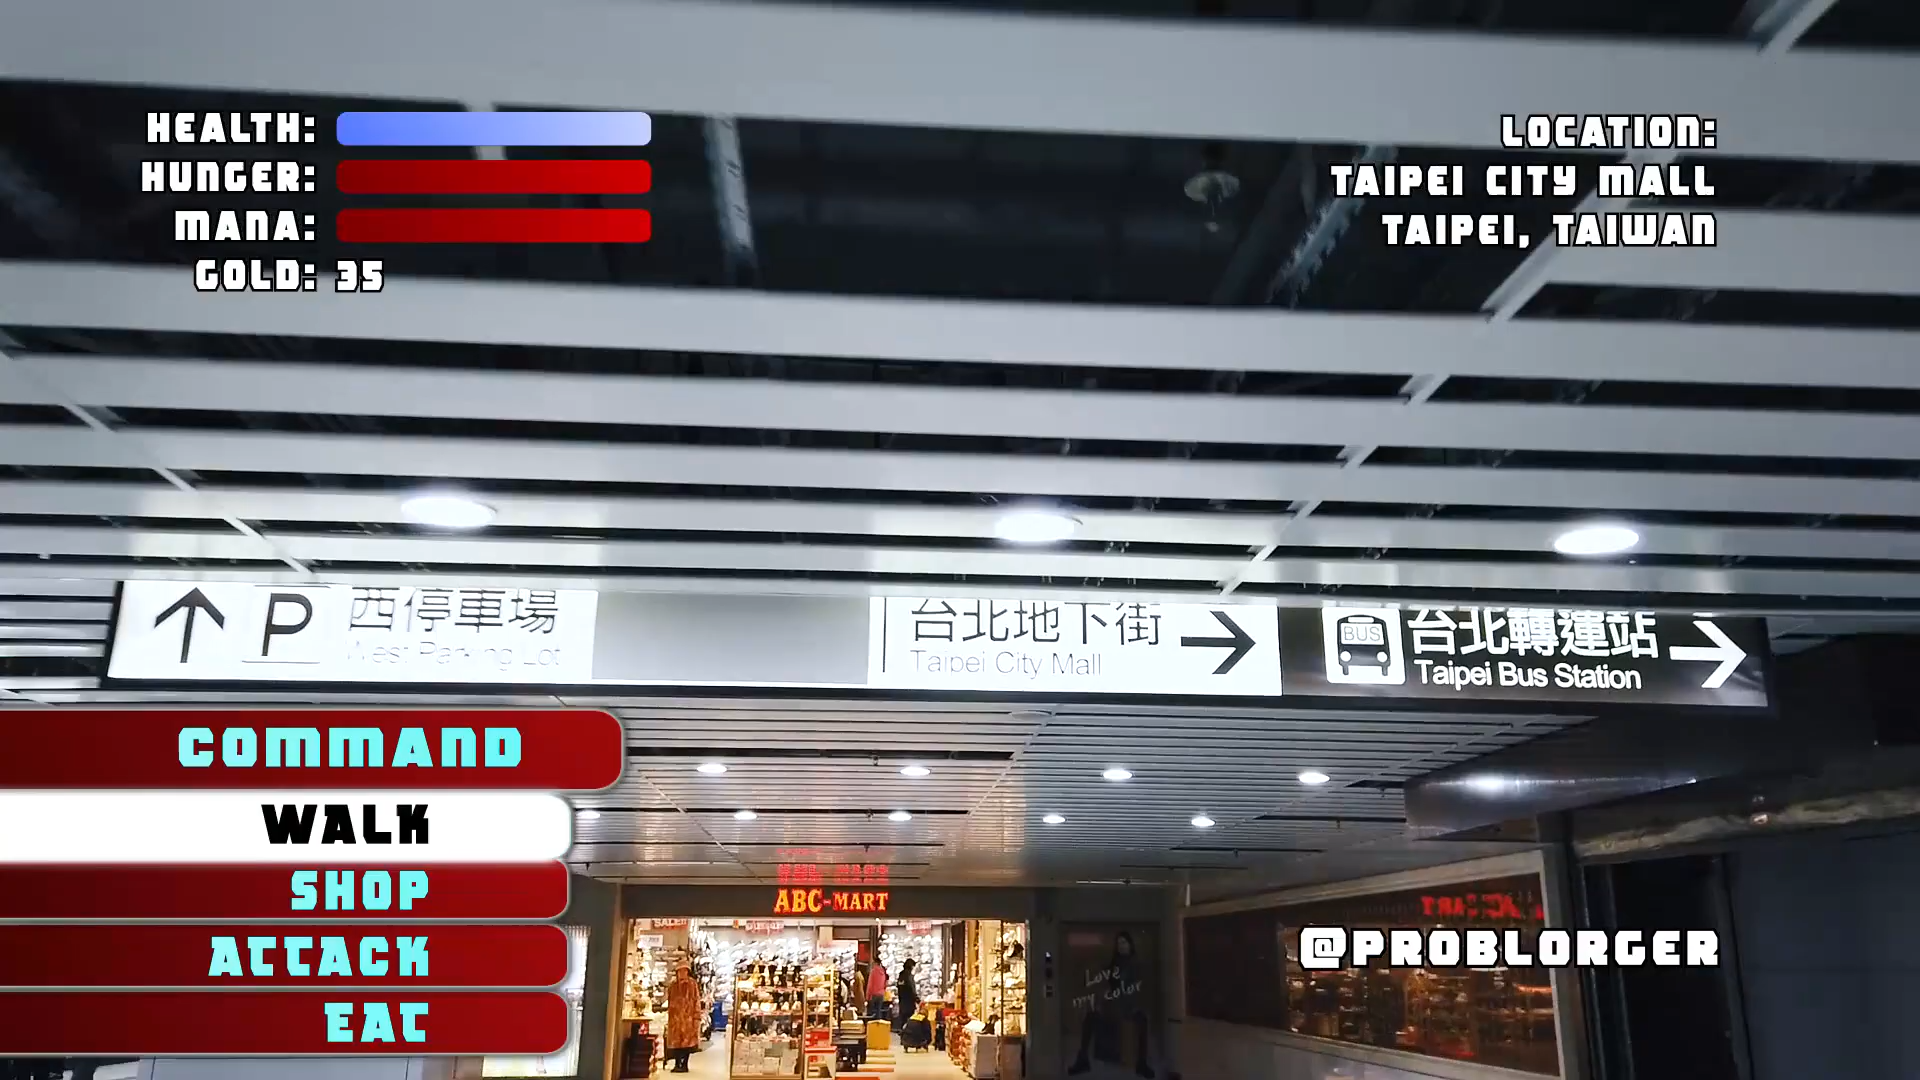 HEALTH:
HUNGER:
MANA:
GOLD: 35
LOCATION:
TAIPEI CITY MALL
TAIPEI, TAIWAN
P 西停車場
West Parking Lot
台北地下街
Taipei City Mall
BUS 台北轉運站
Taipei Bus Station
COMMAND
WALK
SHOP
ATTACK
EAT
ABC-MART
Love
my color
@PROBLORGER